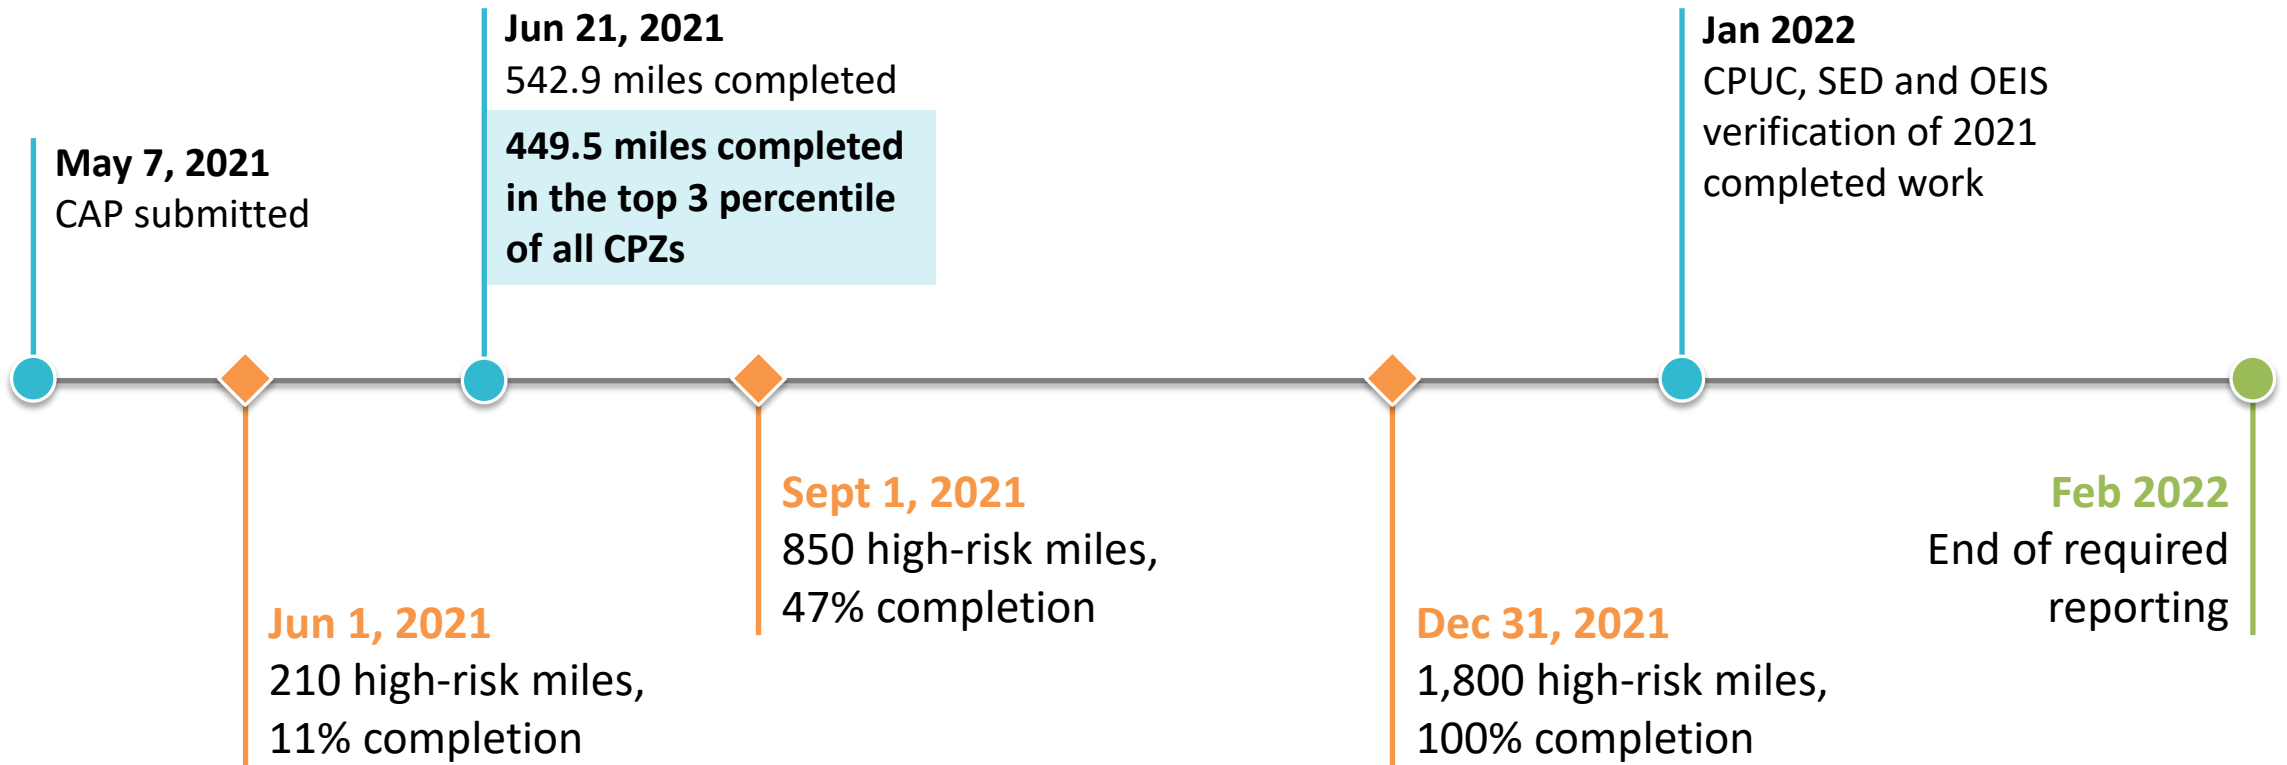 May 7, 2021
CAP submitted
Jun 21, 2021
542.9 miles completed
449.5 miles completed
in the top 3 percentile
of all CPZs
Jan 2022
CPUC, SED and OEIS
verification of 2021
completed work
Jun 1, 2021
210 high-risk miles,
11% completion
Sept 1, 2021
850 high-risk miles,
47% completion
Dec 31, 2021
1,800 high-risk miles,
100% completion
Feb 2022
End of required
reporting